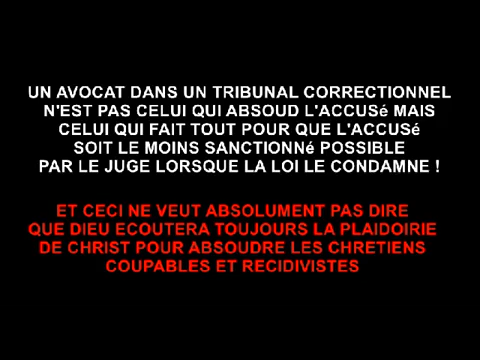 UN AVOCAT DANS UN TRIBUNAL CORRECTIONNEL
N'EST PAS CELUI QUI ABSOUD L'ACCUSé MAIS
CELUI QUI FAIT TOUT POUR QUE L'ACCUSé
SOIT LE MOINS SANCTIONNé POSSIBLE
PAR LE JUGE LORSQUE LA LOI LE CONDAMNE !
ET CECI NE VEUT ABSOLUMENT PAS DIRE
QUE DIEU ECOUTERA TOUJOURS LA PLAIDOIRIE
DE CHRIST POUR ABSOUDRE LES CHRETIENS
COUPABLES ET RECIDIVISTES